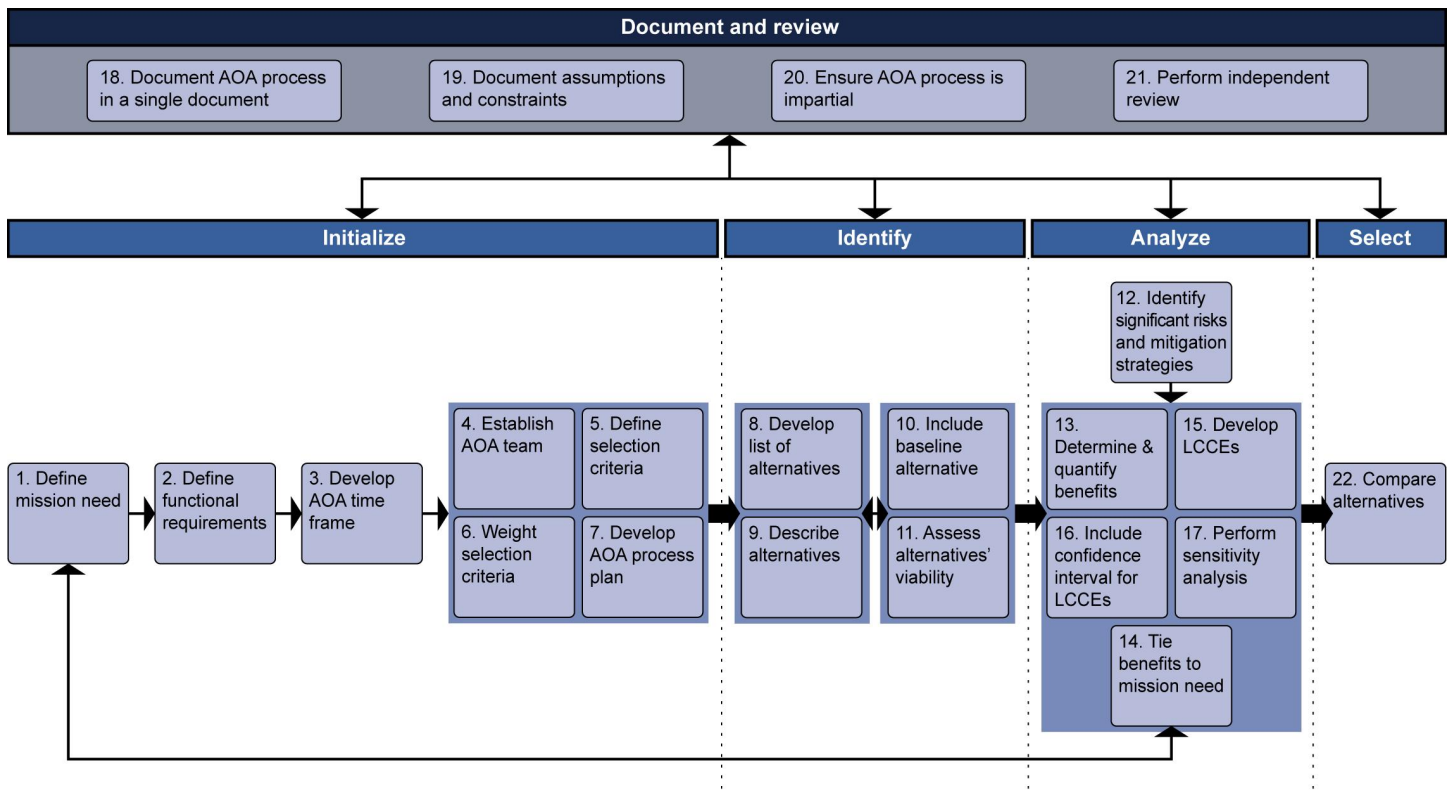 Document and review
18. Document AOA process
in a single document
19. Document assumptions
and constraints
20. Ensure AOA process is
impartial
21. Perform independent
review
Initialize
Identify
Analyze
Select
1. Define
mission need
2. Define
functional
requirements
3. Develop
AOA time
frame
4. Establish
AOA team
5. Define
selection
criteria
6. Weight
selection
criteria
7. Develop
AOA process
plan
8. Develop
list of
alternatives
9. Describe
alternatives
10. Include
baseline
alternative
11. Assess
alternatives’
viability
12. Identify
significant risks
and mitigation
strategies
13.
Determine &
quantify
benefits
15. Develop
LCCEs
16. Include
confidence
interval for
LCCEs
17. Perform
sensitivity
analysis
14. Tie
benefits to
mission need
22. Compare
alternatives